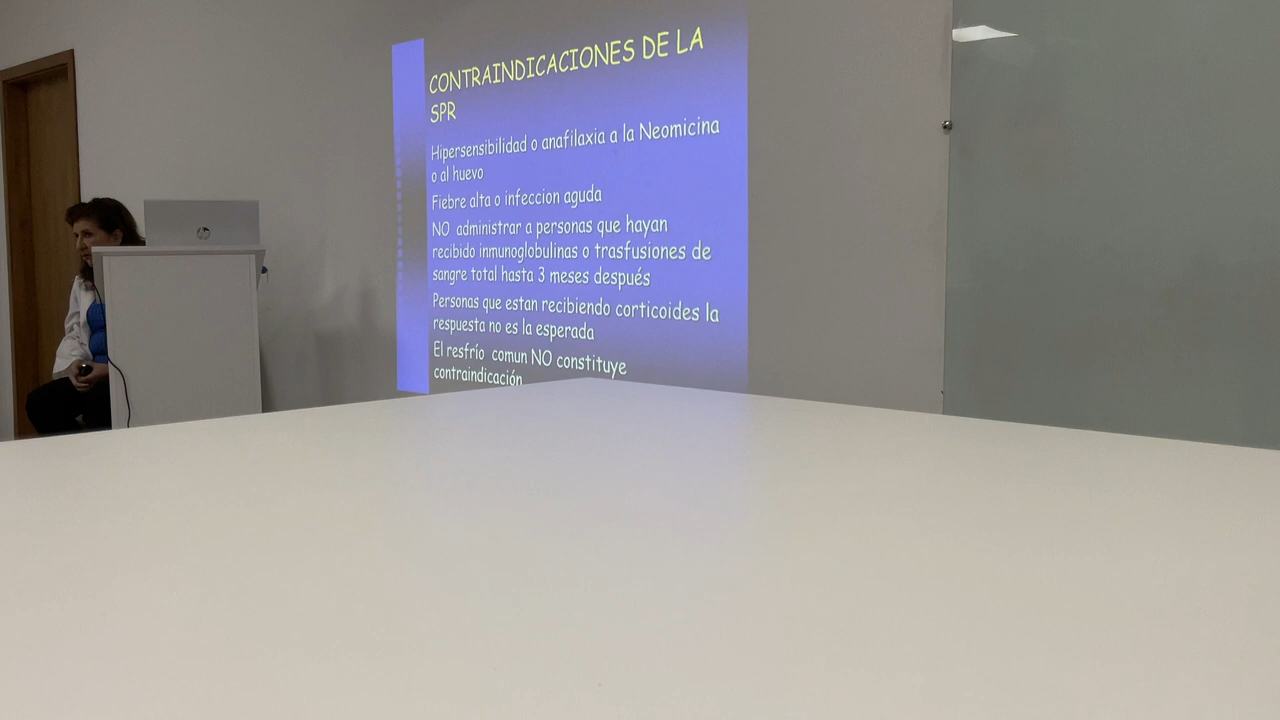 CONTRAINDICACIONES DE LA
SPR
Hipersensibilidad o anafilaxia a la Neomicina
o al huevo
Fiebre alta o infeccion aguda
NO administrar a personas que hayan
recibido inmunoglobulinas o trasfusiones de
sangre total hasta 3 meses después
Personas que estan recibiendo corticoides la
respuesta no es la esperada
El resfrío comun NO constituye
contraindicación
hp